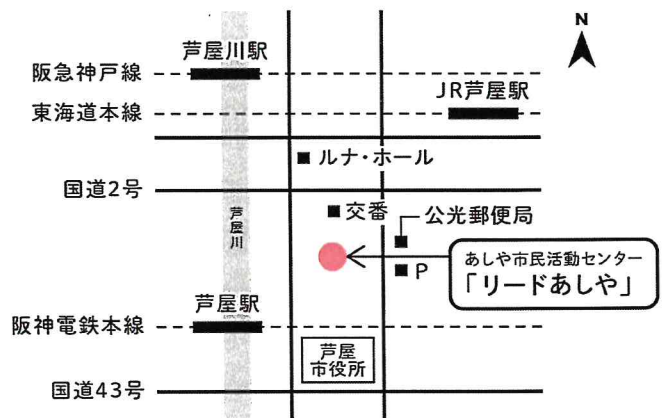 N
芦屋川駅
阪急神戸線
JR芦屋駅
東海道本線
ルナ・ホール
国道2号
交番
公光郵便局
芦屋川
あしや市民活動センター
「リードあしや」
P
芦屋駅
阪神電鉄本線
芦屋
市役所
国道43号